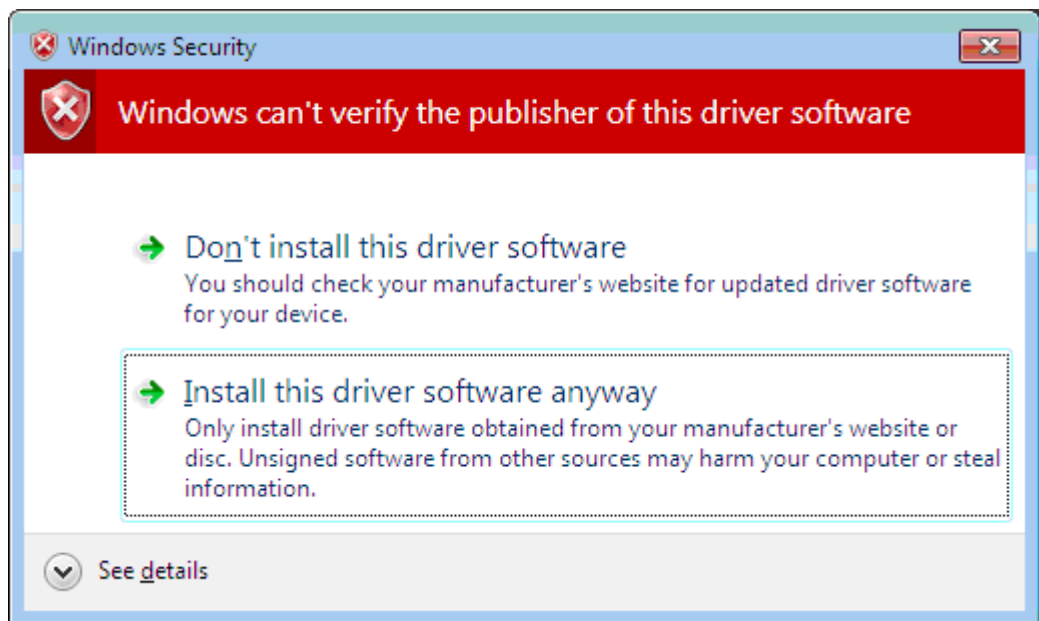 Windows Security
Windows can't verify the publisher of this driver software
Don't install this driver software
You should check your manufacturer's website for updated driver software
for your device.
Install this driver software anyway
Only install driver software obtained from your manufacturer's website or
disc. Unsigned software from other sources may harm your computer or steal
information.
See details